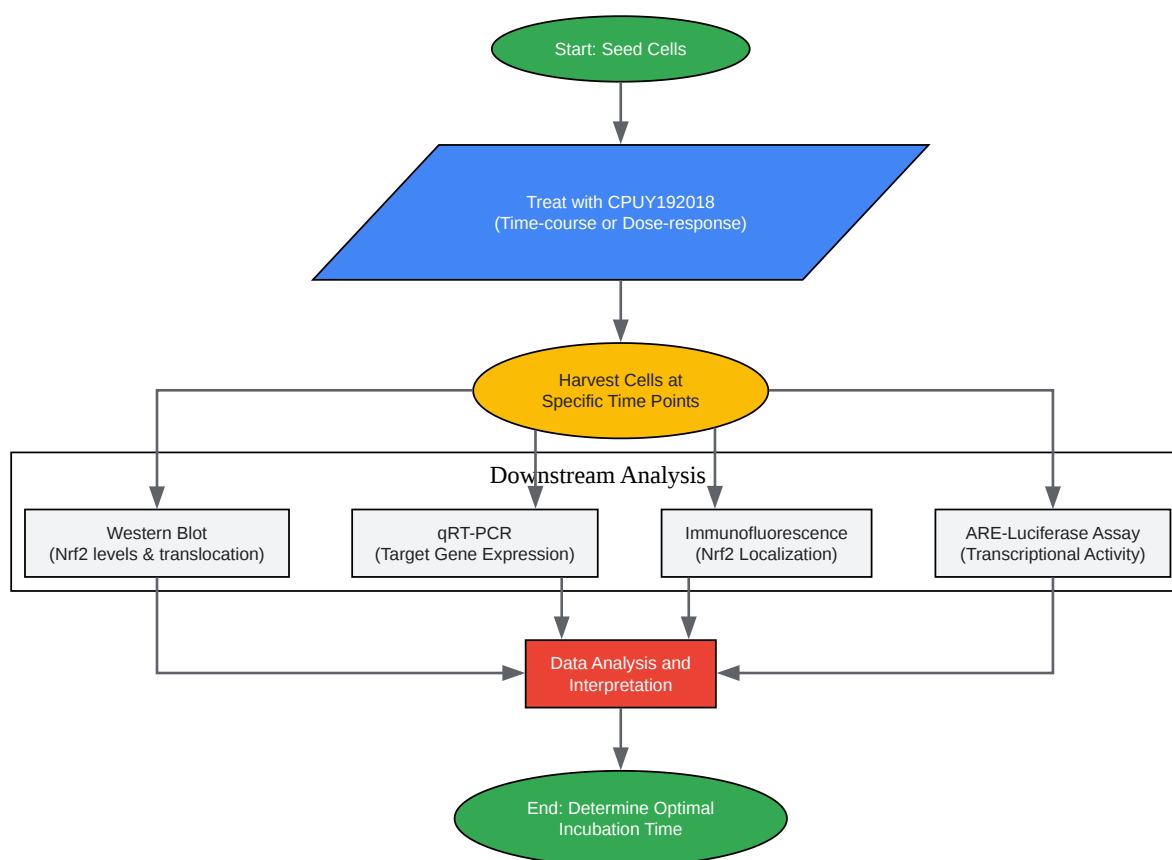 Start: Seed Cells
Treat with CPUY192018
(Time-course or Dose-response)
Harvest Cells at
Specific Time Points
Downstream Analysis
Western Blot
(Nrf2 levels & translocation)
qRT-PCR
(Target Gene Expression)
Immunofluorescence
(Nrf2 Localization)
ARE-Luciferase Assay
(Transcriptional Activity)
Data Analysis and
Interpretation
End: Determine Optimal
Incubation Time